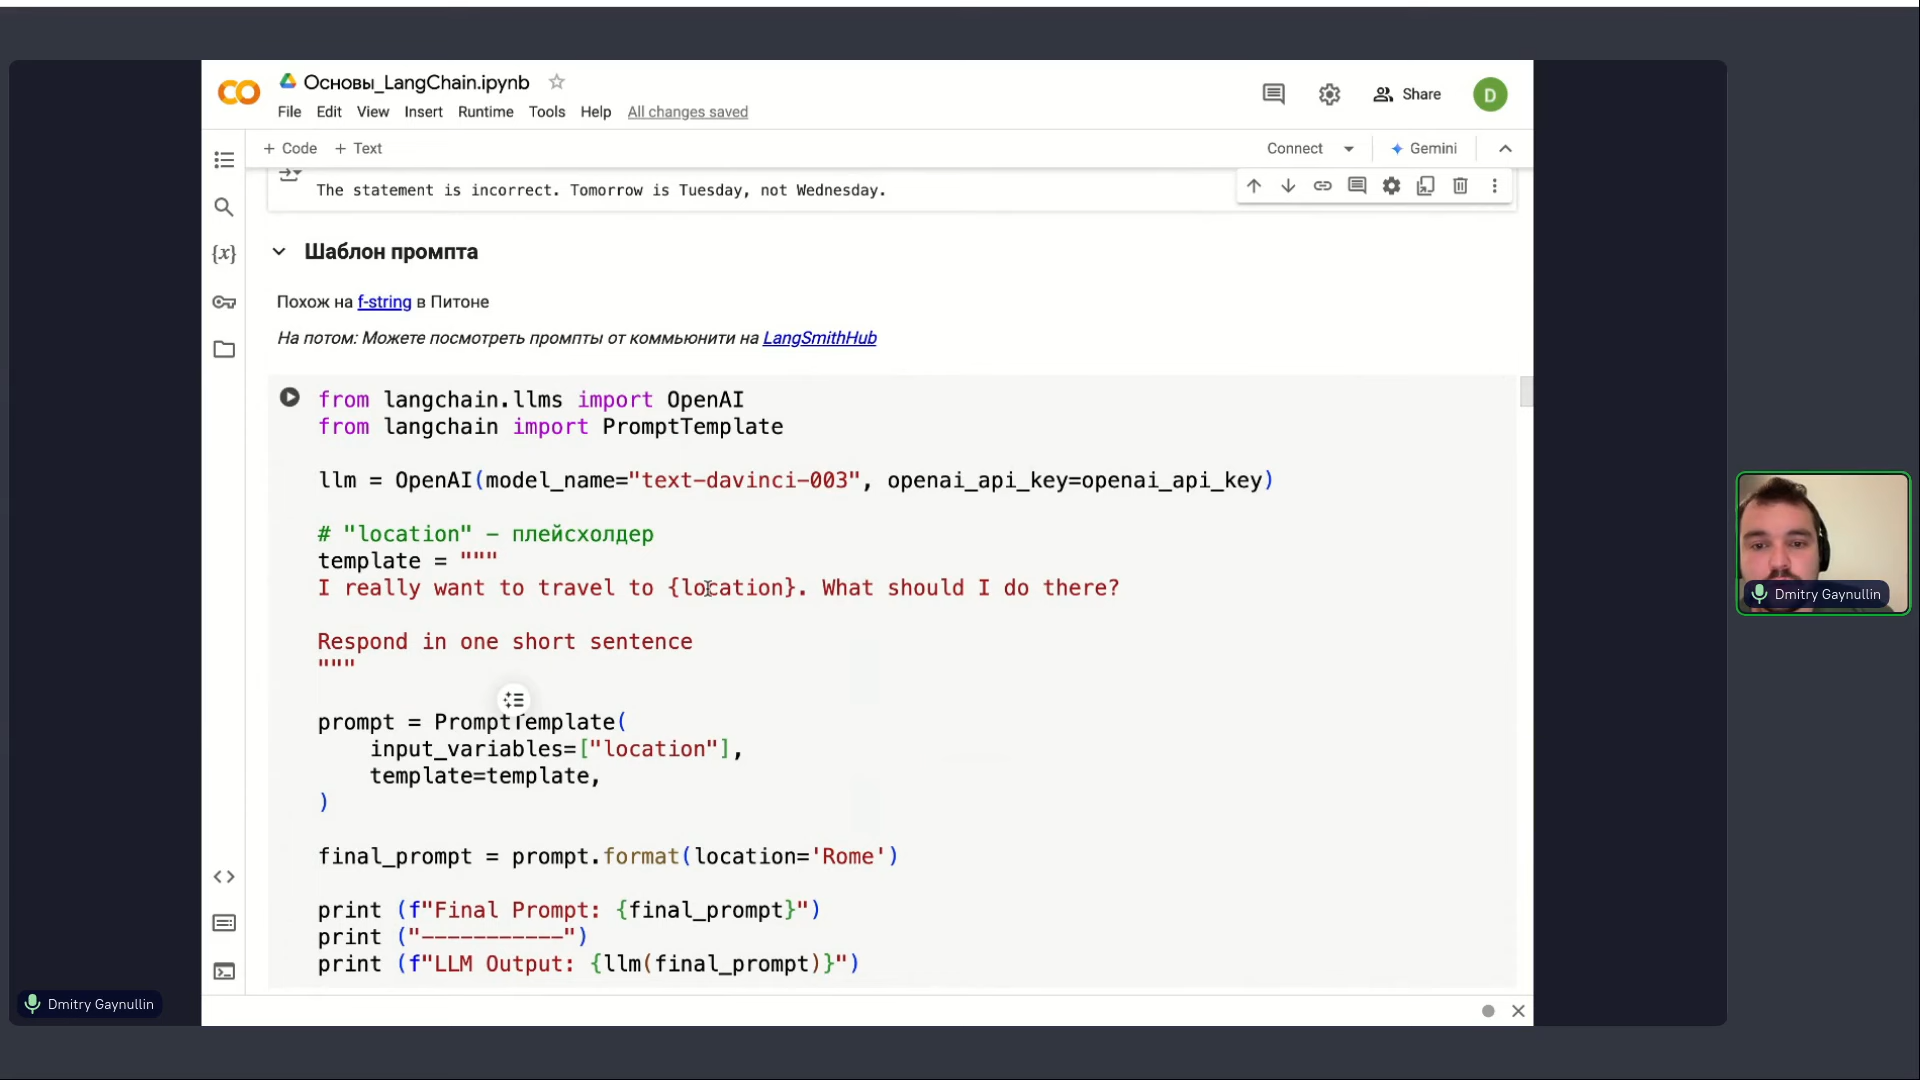 Основы_LangChain.ipynb
File Edit View Insert Runtime Tools Help All changes saved
Share
D
+ Code + Text
Connect
Gemini
The statement is incorrect. Tomorrow is Tuesday, not Wednesday.
{x}
Шаблон промпта
Похож на f-string в Питоне
На потом: Можете посмотреть промпты от коммьюнити на LangSmithHub
from langchain.llms import OpenAI
from langchain import PromptTemplate
llm = OpenAI(model_name="text-davinci-003", openai_api_key=openai_api_key)
# "location" – плейсхолдер
template = """
I really want to travel to {location}. What should I do there?
Respond in one short sentence
"""
prompt = PromptTemplate(
input_variables=["location"],
template=template,
)
final_prompt = prompt.format(location='Rome')
print (f"Final Prompt: {final_prompt}")
print ("-----------")
print (f"LLM Output: {llm(final_prompt)}")
Dmitry Gaynullin
Dmitry Gaynullin